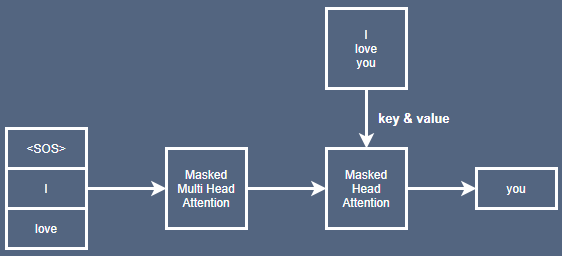 I
love
you
key & value
<SOS>
I
love
Masked
Multi Head
Attention
Masked
Head
Attention
you